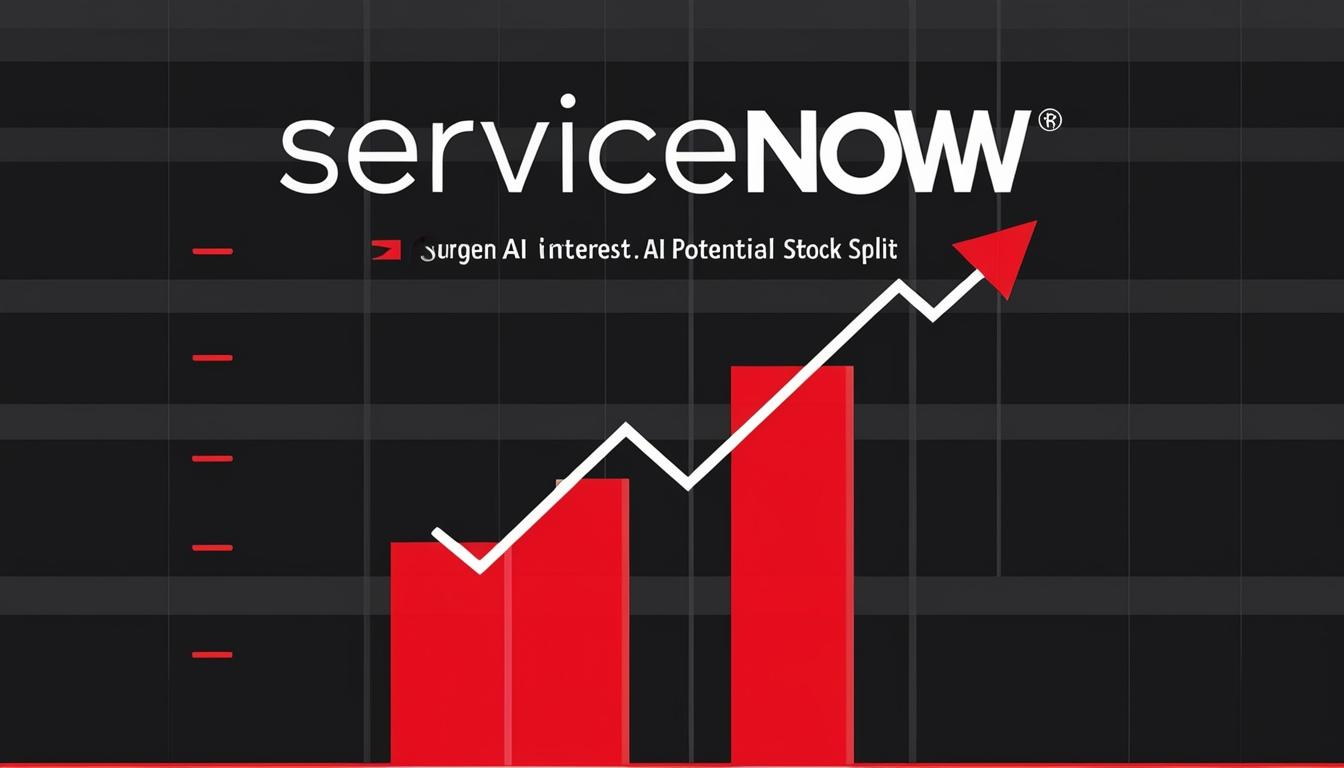 serviceNOW®
Surgen AI interest. AI Potential Stock Split